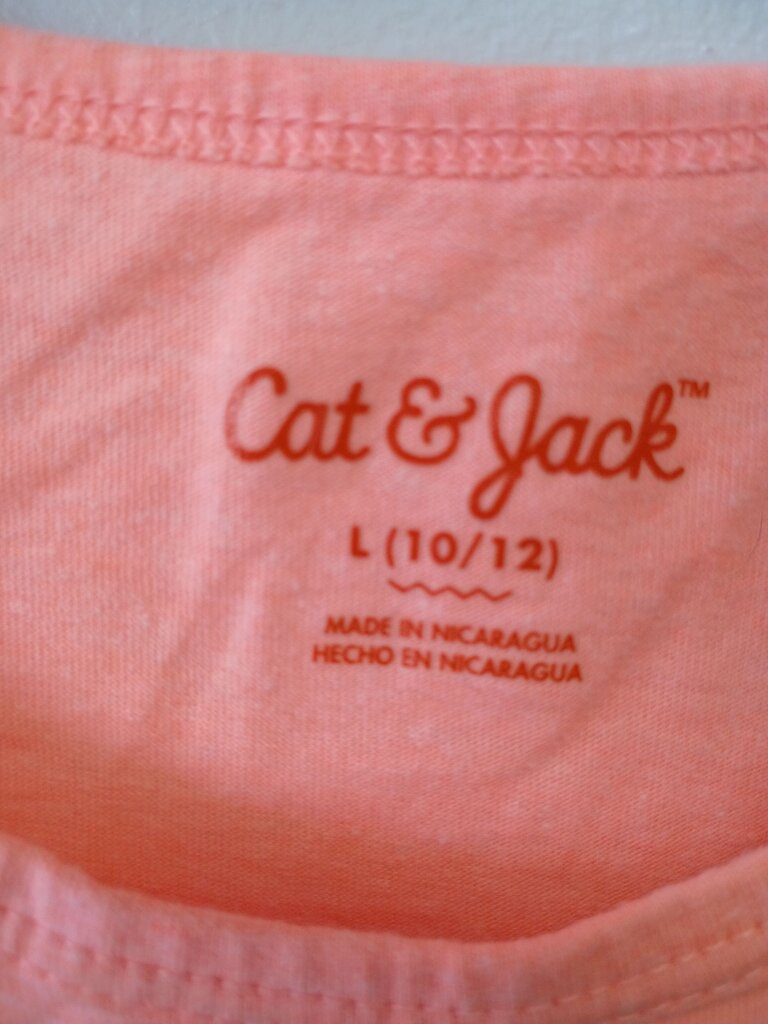 Cat & Jack™
L (10/12)
MADE IN NICARAGUA
HECHO EN NICARAGUA